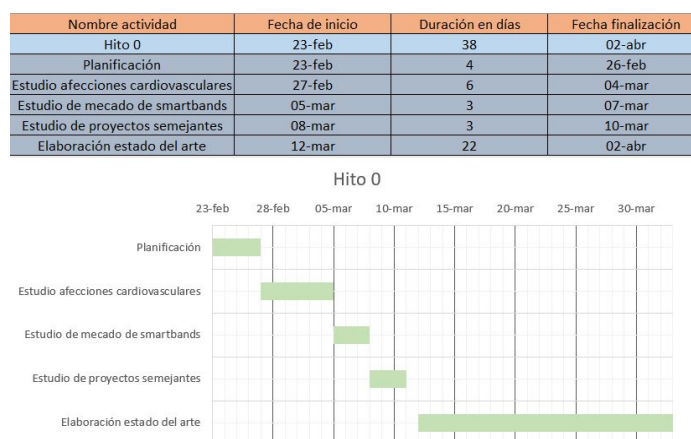 Nombre actividad Fecha de inicio Duración en días Fecha finalización
Hito 0 23-feb 38 02-abr
Planificación 23-feb 4 26-feb
Estudio afecciones cardiovasculares 27-feb 6 04-mar
Estudio de mecado de smartbands 05-mar 3 07-mar
Estudio de proyectos semejantes 08-mar 3 10-mar
Elaboración estado del arte 12-mar 22 02-abr
Hito 0
23-feb 28-feb 05-mar 10-mar 15-mar 20-mar 25-mar 30-mar
Planificación
Estudio afecciones cardiovasculares
Estudio de mecado de smartbands
Estudio de proyectos semejantes
Elaboración estado del arte